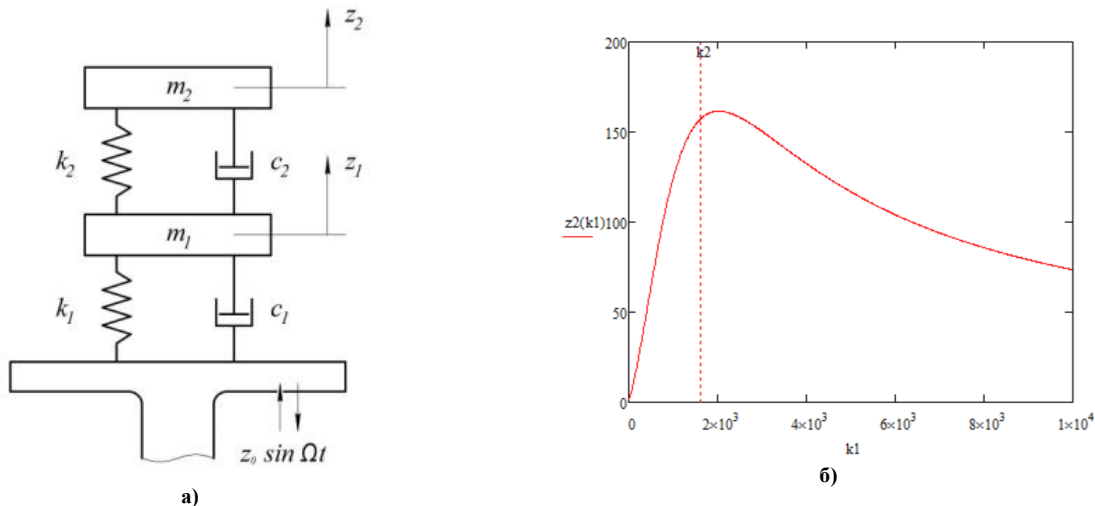 z₂
m₂
k₂
c₂
z₁
m₁
k₁
c₁
z₀ sin Ωt
а)
200
150
z2(k1)100
50
0
k2
0
2×10³
4×10³
6×10³
8×10³
1×10⁴
k1
б)